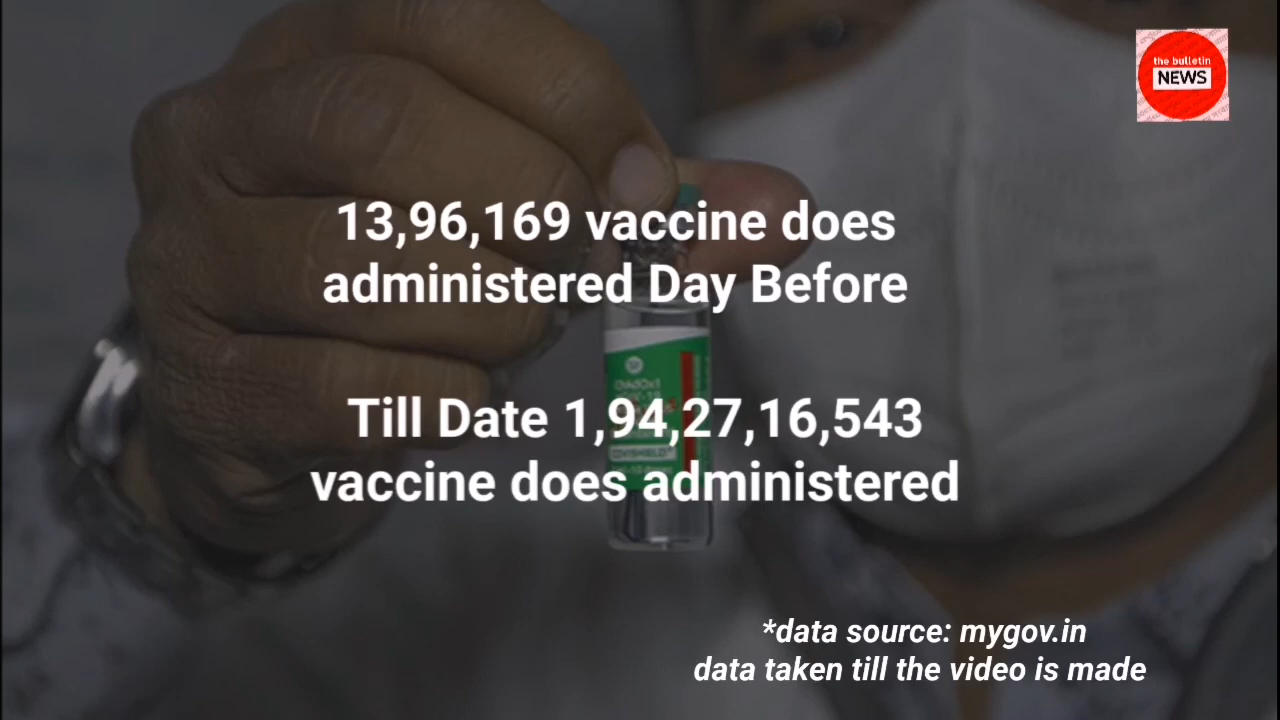 the bulletin
NEWS
13,96,169 vaccine does
administered Day Before
Till Date 1,94,27,16,543
vaccine does administered
*data source: mygov.in
data taken till the video is made